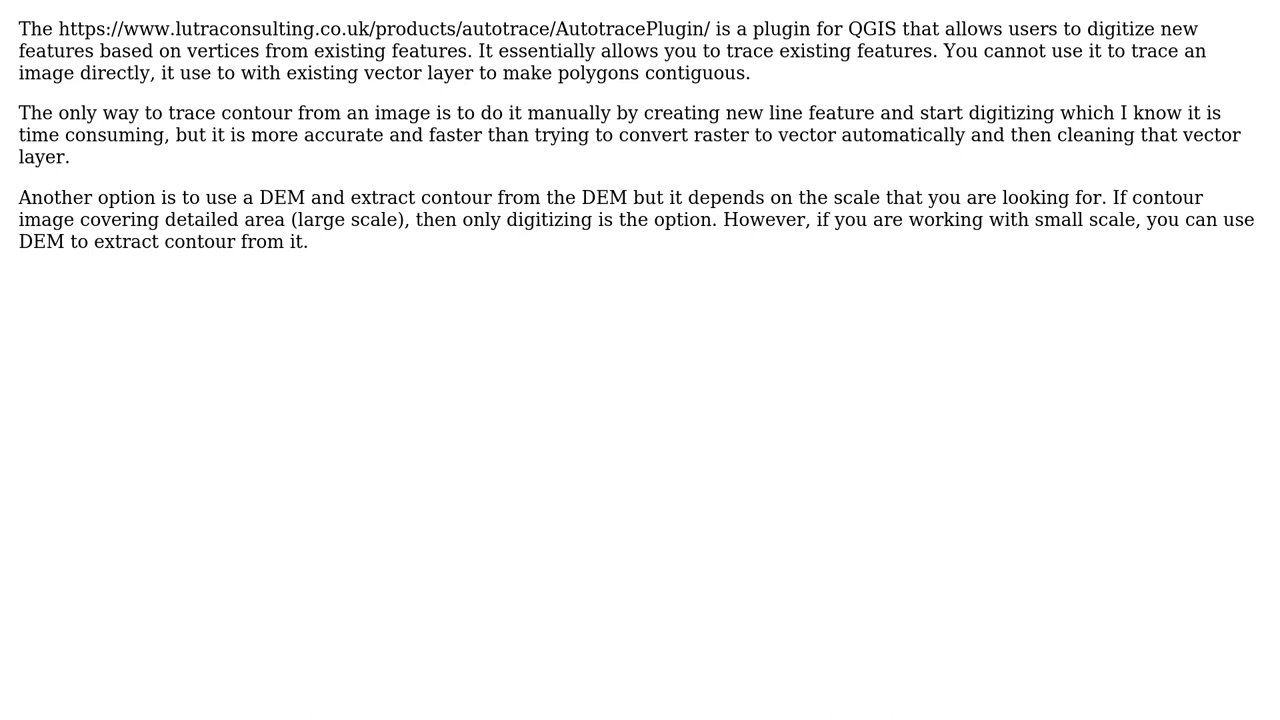 The https://www.lutraconsulting.co.uk/products/autotrace/AutotracePlugin/ is a plugin for QGIS that allows users to digitize new
features based on vertices from existing features. It essentially allows you to trace existing features. You cannot use it to trace an
image directly, it use to with existing vector layer to make polygons contiguous.
The only way to trace contour from an image is to do it manually by creating new line feature and start digitizing which I know it is
time consuming, but it is more accurate and faster than trying to convert raster to vector automatically and then cleaning that vector
layer.
Another option is to use a DEM and extract contour from the DEM but it depends on the scale that you are looking for. If contour
image covering detailed area (large scale), then only digitizing is the option. However, if you are working with small scale, you can use
DEM to extract contour from it.